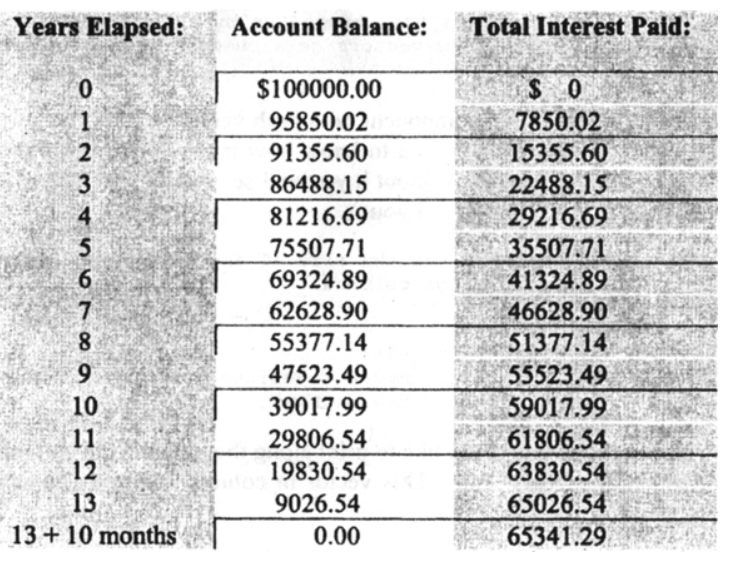 Years Elapsed: Account Balance: Total Interest Paid:
0 $100000.00 $ 0
1 95850.02 7850.02
2 91355.60 15355.60
3 86488.15 22488.15
4 81216.69 29216.69
5 75507.71 35507.71
6 69324.89 41324.89
7 62628.90 46628.90
8 55377.14 51377.14
9 47523.49 55523.49
10 39017.99 59017.99
11 29806.54 61806.54
12 19830.54 63830.54
13 9026.54 65026.54
13 + 10 months 0.00 65341.29